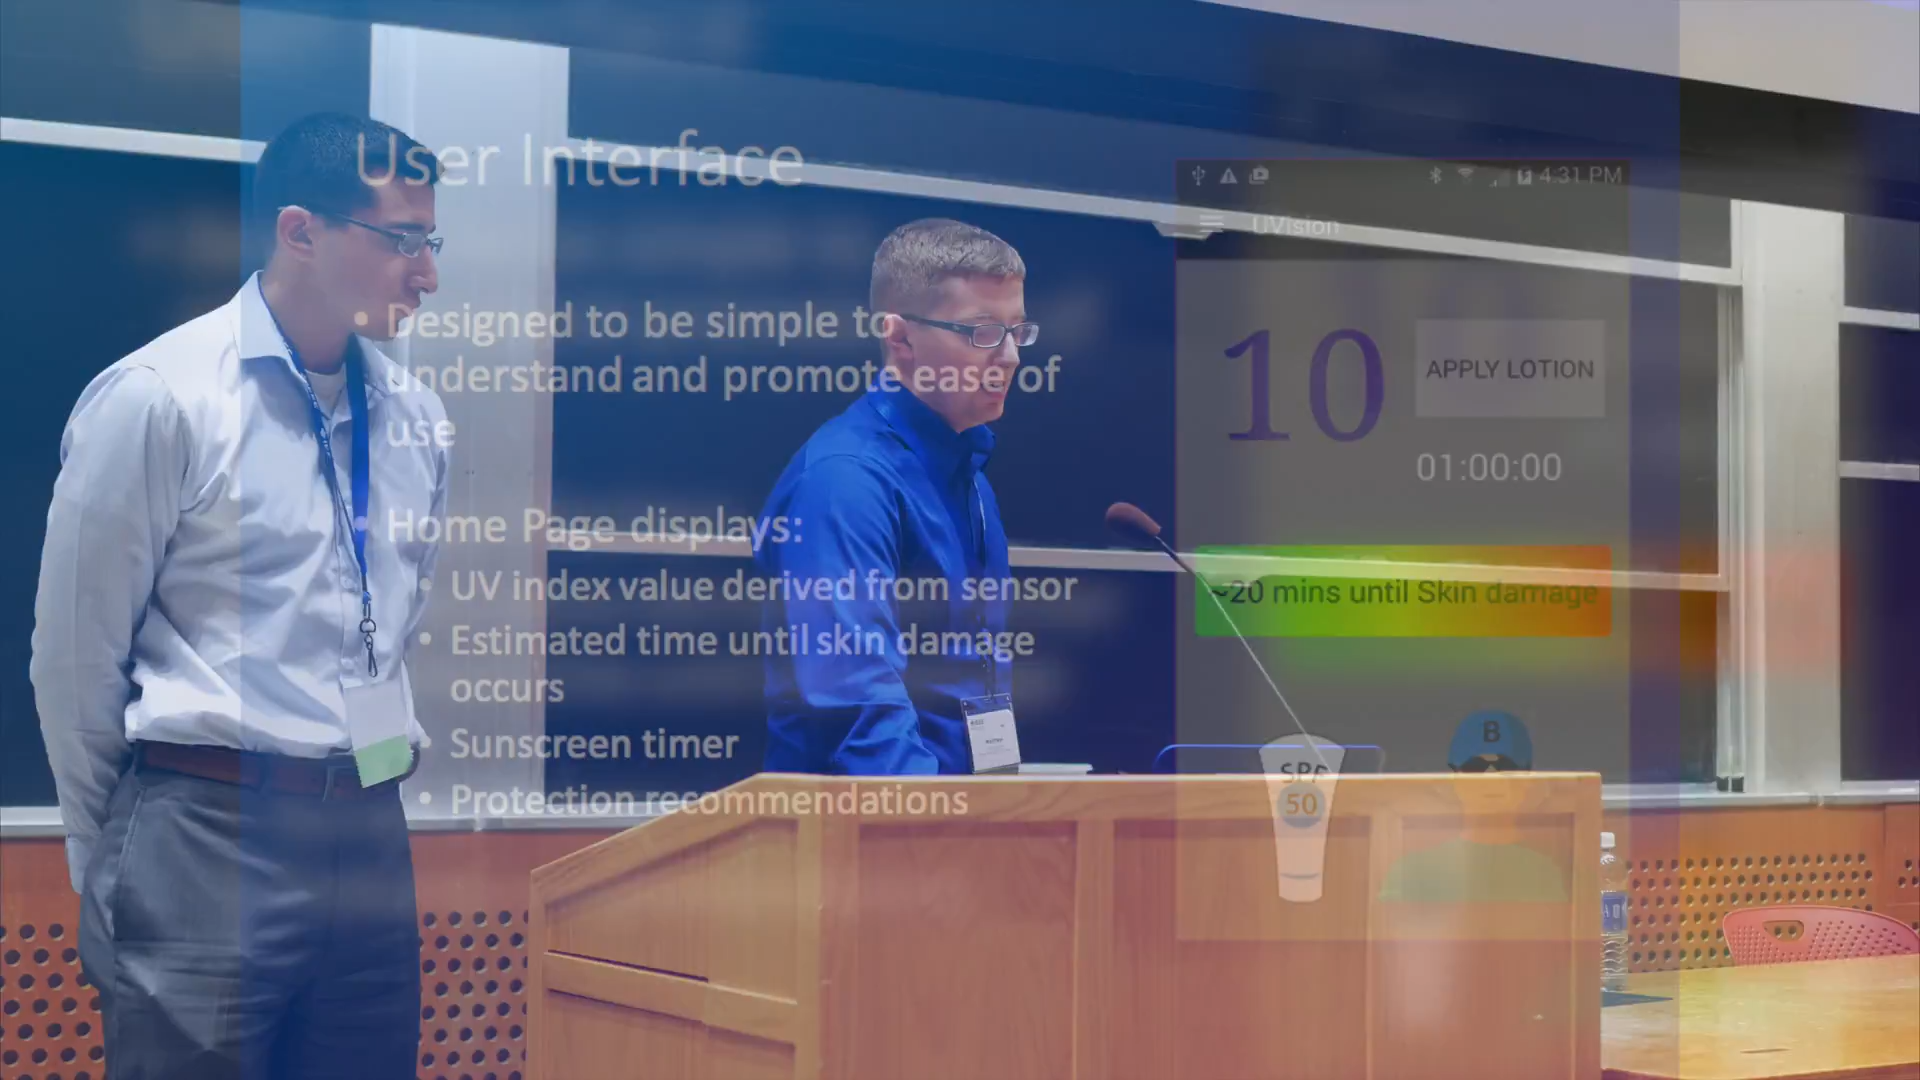 User Interface
• Designed to be simple to
understand and promote ease of
use
• Home Page displays:
• UV index value derived from sensor
• Estimated time until skin damage
occurs
• Sunscreen timer
• Protection recommendations
4:31 PM
UVision
10
APPLY LOTION
01:00:00
~20 mins until Skin damage
B
SPF
50